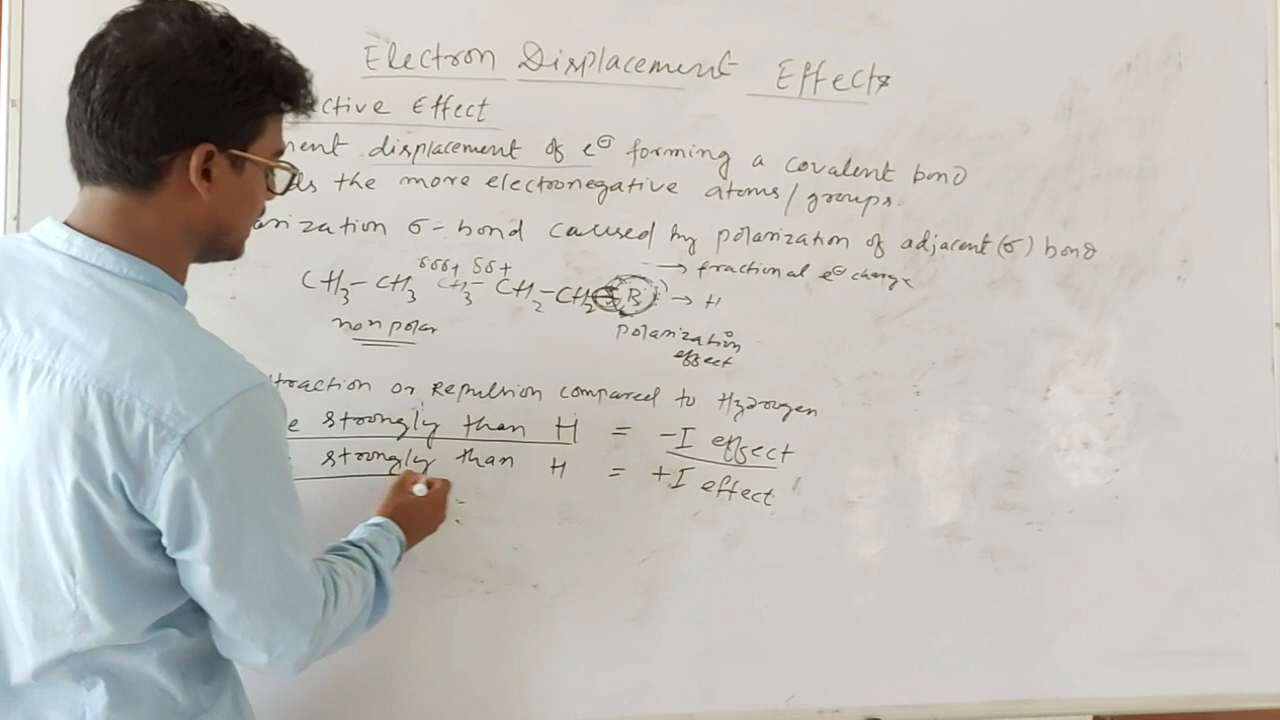 Electron Displacement Effects
ctive Effect
nent displacement of e⊖ forming a covalent bond
ds the more electronegative atoms/groups.
arization σ- bond caused by polarization of adjacent (σ) bond
→ fractional e⊖ charge
δδδ+ δδ+
CH3- CH3 CH3- CH2-CH2 → H
non polar
polarization effect
traction or Repulsion compared to Hydrogen
e strongly than H = -I effect
strongly than H = +I effect